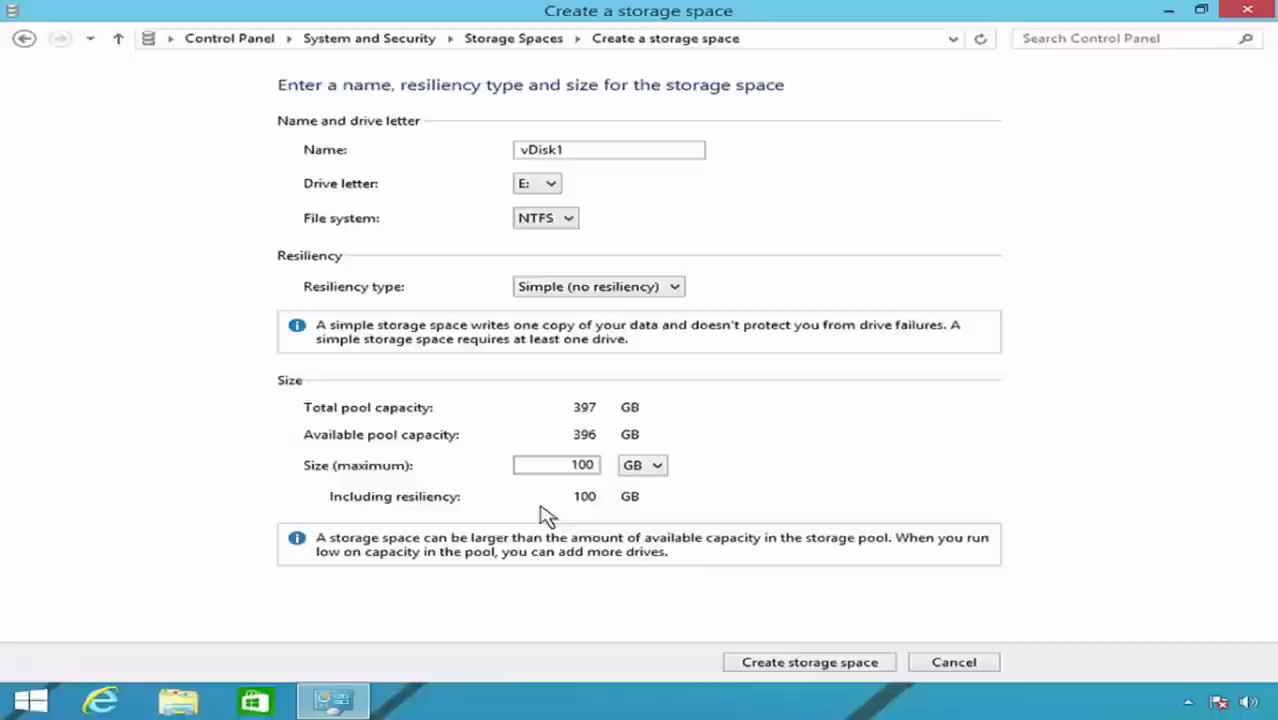 Create a storage space
Control Panel System and Security Storage Spaces Create a storage space Search Control Panel
Enter a name, resiliency type and size for the storage space
Name and drive letter
Name: vDisk1
Drive letter: E:
File system: NTFS
Resiliency
Resiliency type: Simple (no resiliency)
A simple storage space writes one copy of your data and doesn't protect you from drive failures. A
simple storage space requires at least one drive.
Size
Total pool capacity: 397 GB
Available pool capacity: 396 GB
Size (maximum): 100 GB
Including resiliency: 100 GB
A storage space can be larger than the amount of available capacity in the storage pool. When you run
low on capacity in the pool, you can add more drives.
Create storage space Cancel